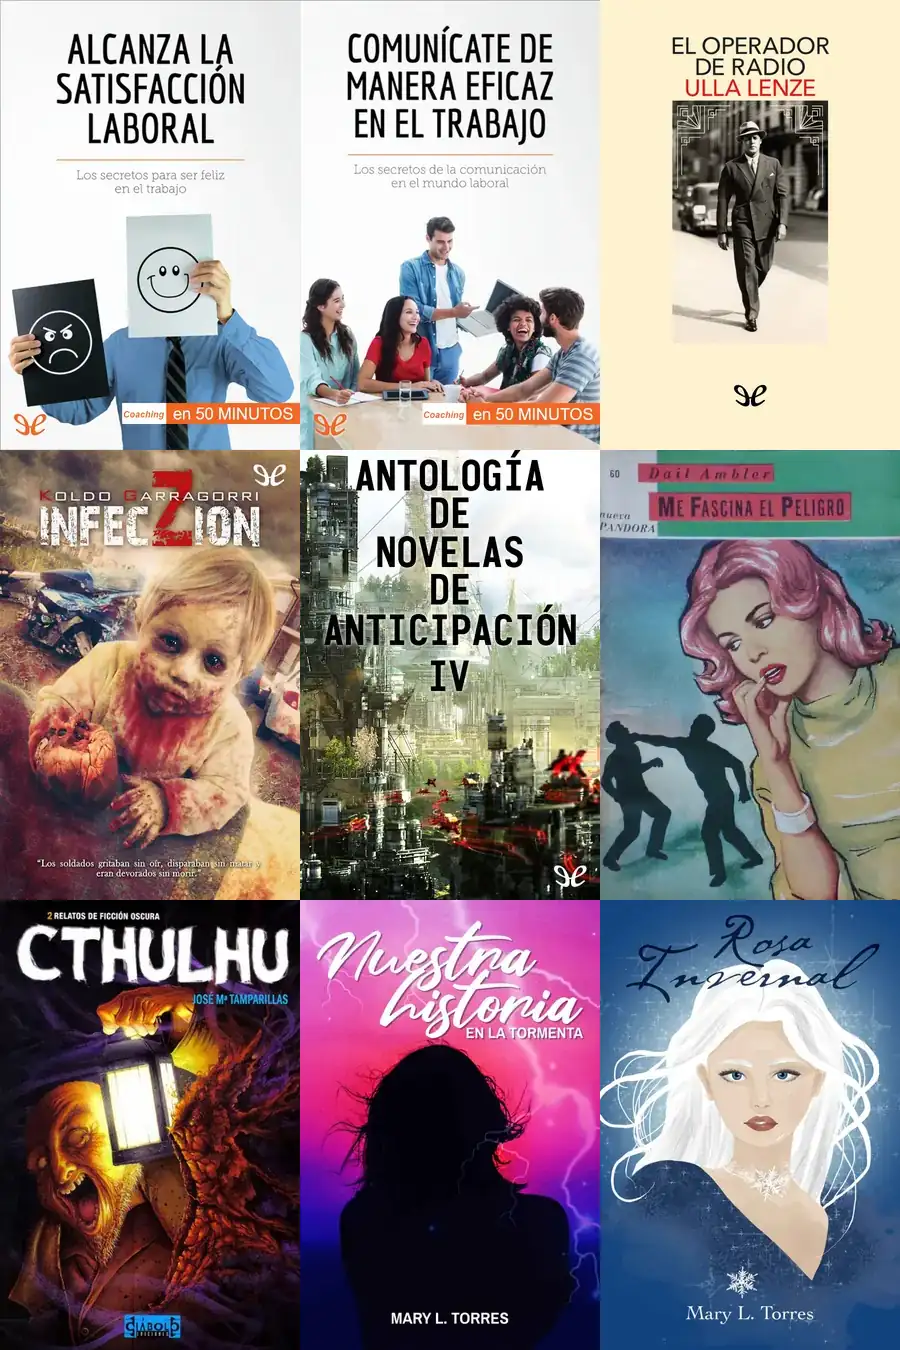 ALCANZA LA
SATISFACCIÓN
LABORAL
Los secretos para ser feliz
en el trabajo
Coaching en 50 MINUTOS
COMUNÍCATE DE
MANERA EFICAZ
EN EL TRABAJO
Los secretos de la comunicación
en el mundo laboral
Coaching en 50 MINUTOS
EL OPERADOR
DE RADIO
ULLA LENZE
KOLDO GARRAGORRI
INFECZION
"Los soldados gritaban sin oír, disparaban sin matar y
eran devorados sin morir."
ANTOLOGÍA
DE
NOVELAS
DE
ANTICIPACIÓN
IV
60
Dail Ambler
ME FASCINA EL PELIGRO
nueva
PANDORA
2 RELATOS DE FICCIÓN OSCURA
CTHULHU
JOSE Mª TAMPARILLAS
DIÁBOLO
EDICIONES
Nuestra
historia
EN LA TORMENTA
MARY L. TORRES
Rosa
Invernal
Mary L. Torres